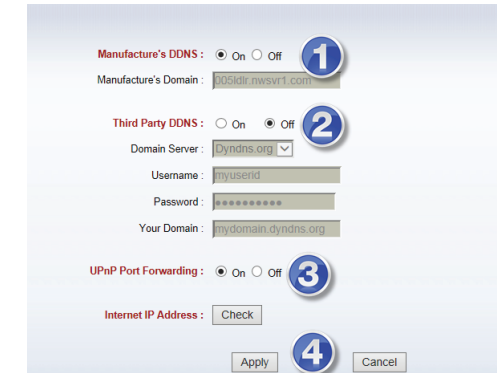 Manufacture's DDNS : On Off 1
Manufacture's Domain : 005ldlr.nwsvr1.com
Third Party DDNS : On Off 2
Domain Server : Dyndns.org
Username : myuserid
Password : ●●●●●●●●●●
Your Domain : mydomain.dyndns.org
UPnP Port Forwarding : On Off 3
Internet IP Address : Check
Apply 4 Cancel